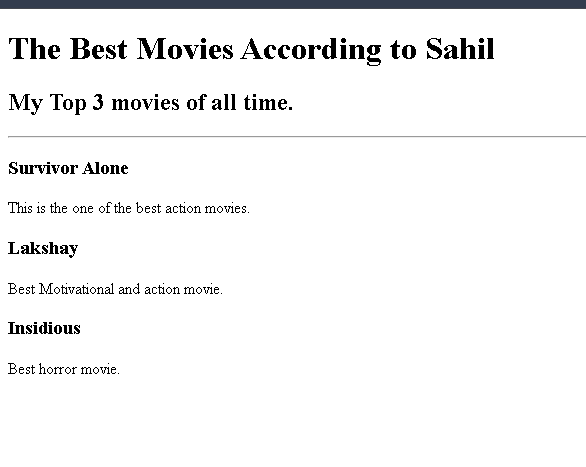 The Best Movies According to Sahil
My Top 3 movies of all time.
Survivor Alone
This is the one of the best action movies.
Lakshay
Best Motivational and action movie.
Insidious
Best horror movie.